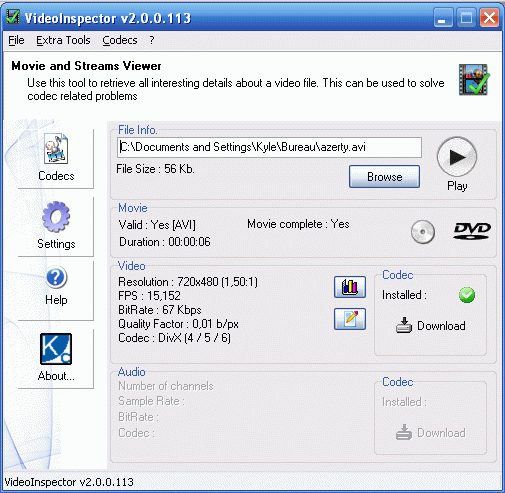 VideoInspector v2.0.0.113
File Extra Tools Codecs ?
Movie and Streams Viewer
Use this tool to retrieve all interesting details about a video file. This can be used to solve
codec related problems
Codecs
Settings
Help
K
About...
File Info.
C:\Documents and Settings\Kyle\Bureau\azerty.avi
File Size : 56 Kb.
Browse
Play
Movie
Valid : Yes [AVI] Movie complete : Yes
Duration : 00:00:06
DVD
Video
Resolution : 720x480 (1,50:1)
FPS : 15,152
BitRate : 67 Kbps
Quality Factor : 0,01 b/px
Codec : DivX (4 / 5 / 6)
Codec
Installed :
Download
Audio
Number of channels
Sample Rate :
BitRate :
Codec :
Codec
Installed :
Download
VideoInspector v2.0.0.113